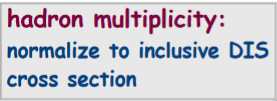 hadron multiplicity:
normalize to inclusive DIS
cross section